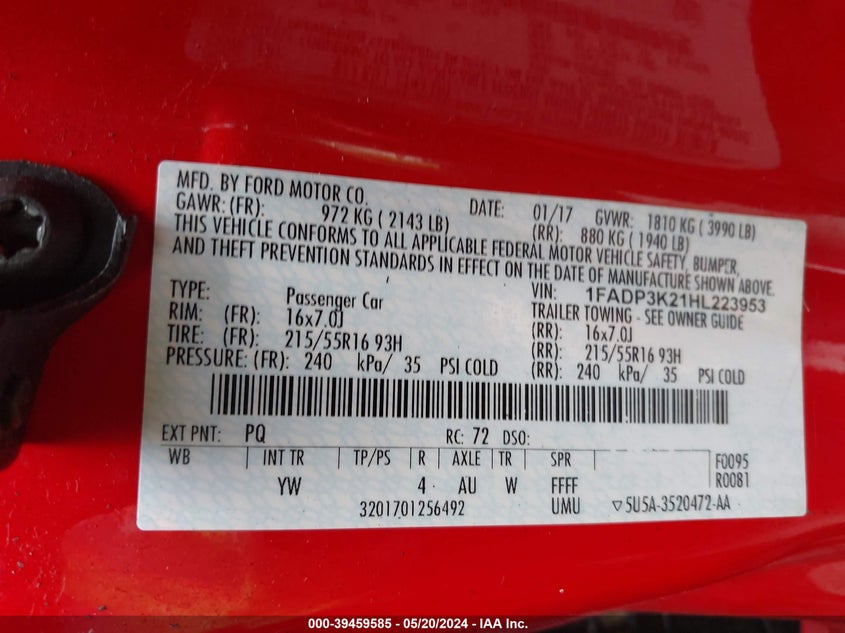 MFD. BY FORD MOTOR CO. DATE: 01/17 GVWR: 1810 KG ( 3990 LB)
GAWR: (FR): 972 KG ( 2143 LB) (RR): 880 KG ( 1940 LB)
THIS VEHICLE CONFORMS TO ALL APPLICABLE FEDERAL MOTOR VEHICLE SAFETY, BUMPER,
AND THEFT PREVENTION STANDARDS IN EFFECT ON THE DATE OF MANUFACTURE SHOWN ABOVE.
VIN: 1FADP3K21HL223953
TYPE: Passenger Car TRAILER TOWING - SEE OWNER GUIDE
RIM: (FR): 16x7.0J (RR): 16x7.0J
TIRE: (FR): 215/55R16 93H (RR): 215/55R16 93H
PRESSURE: (FR): 240 kPa/ 35 PSI COLD (RR): 240 kPa/ 35 PSI COLD
EXT PNT: PQ RC: 72 DSO:
WB INT TR TP/PS R AXLE TR SPR F0095
YW 4 AU W FFFF R0081
3201701256492 UMU ▽5U5A-3520472-AA
000-39459585 - 05/20/2024 - IAA Inc.